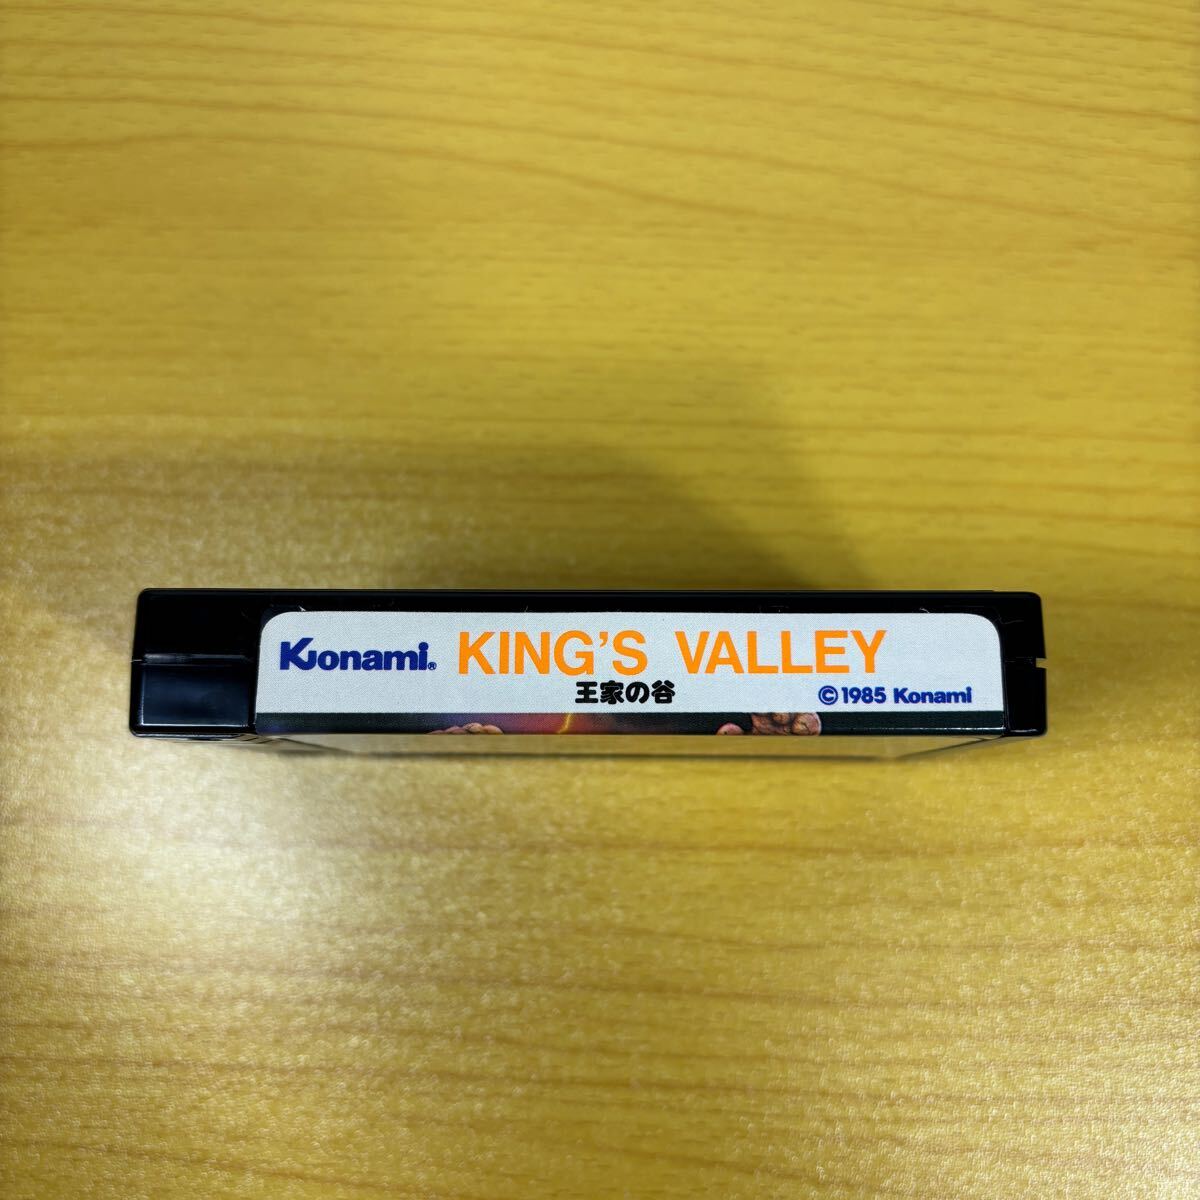 Konami® KING'S VALLEY
王家の谷
©1985 Konami